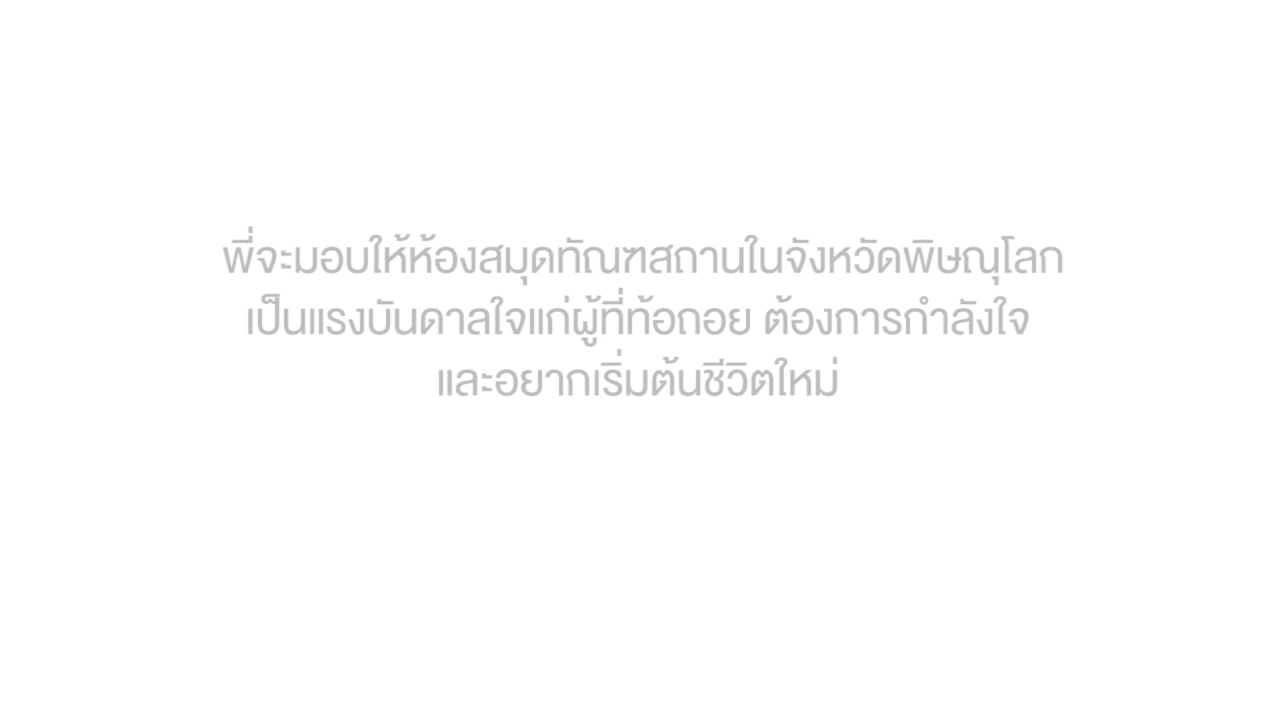 พี่จะมอบให้ห้องสมุดทัณฑสถานในจังหวัดพิษณุโลก
เป็นแรงบันดาลใจแก่ผู้ที่ท้อถอย ต้องการกำลังใจ
และอยากเริ่มต้นชีวิตใหม่